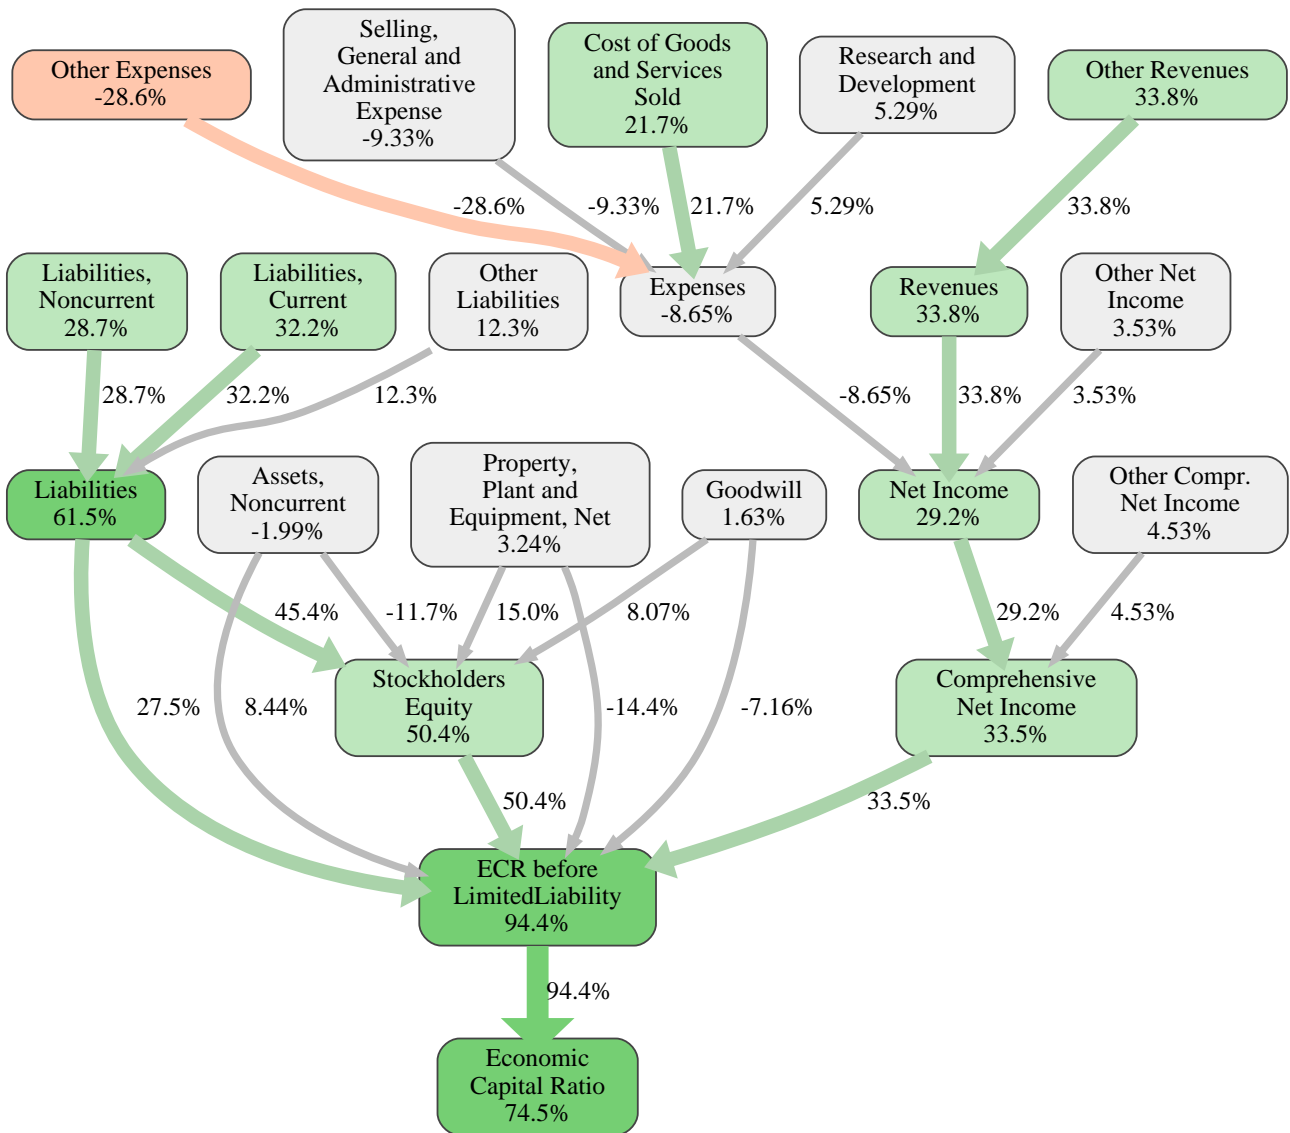 Other Expenses
-28.6%
Selling,
General and
Administrative
Expense
-9.33%
Cost of Goods
and Services
Sold
21.7%
Research and
Development
5.29%
Other Revenues
33.8%
-28.6%
-9.33%
21.7%
5.29%
33.8%
Liabilities,
Noncurrent
28.7%
Liabilities,
Current
32.2%
Other
Liabilities
12.3%
Expenses
-8.65%
Revenues
33.8%
Other Net
Income
3.53%
28.7%
32.2%
12.3%
-8.65%
33.8%
3.53%
Liabilities
61.5%
Assets,
Noncurrent
-1.99%
Property,
Plant and
Equipment, Net
3.24%
Goodwill
1.63%
Net Income
29.2%
Other Compr.
Net Income
4.53%
45.4%
-11.7%
15.0%
8.07%
29.2%
4.53%
Stockholders
Equity
50.4%
Comprehensive
Net Income
33.5%
27.5%
8.44%
-14.4%
-7.16%
50.4%
33.5%
ECR before
LimitedLiability
94.4%
94.4%
Economic
Capital Ratio
74.5%